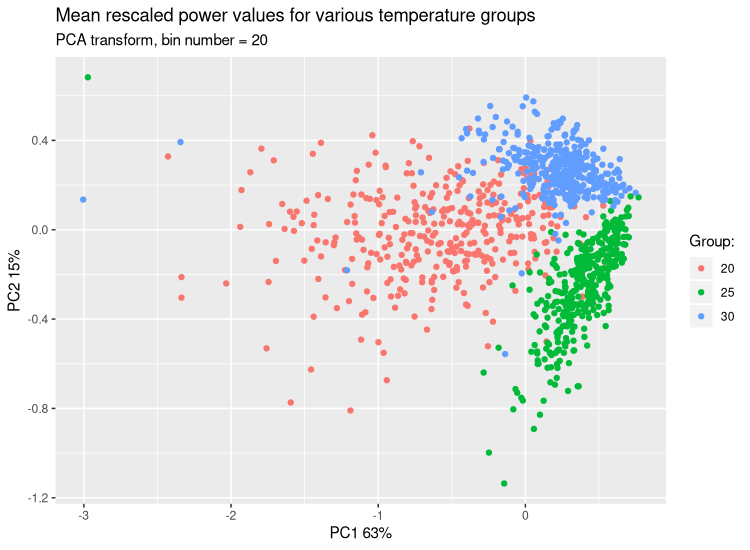 Mean rescaled power values for various temperature groups
PCA transform, bin number = 20
0.4
0.0
-0.4
-0.8
-1.2
PC2 15%
-3
-2
-1
0
PC1 63%
Group:
20
25
30